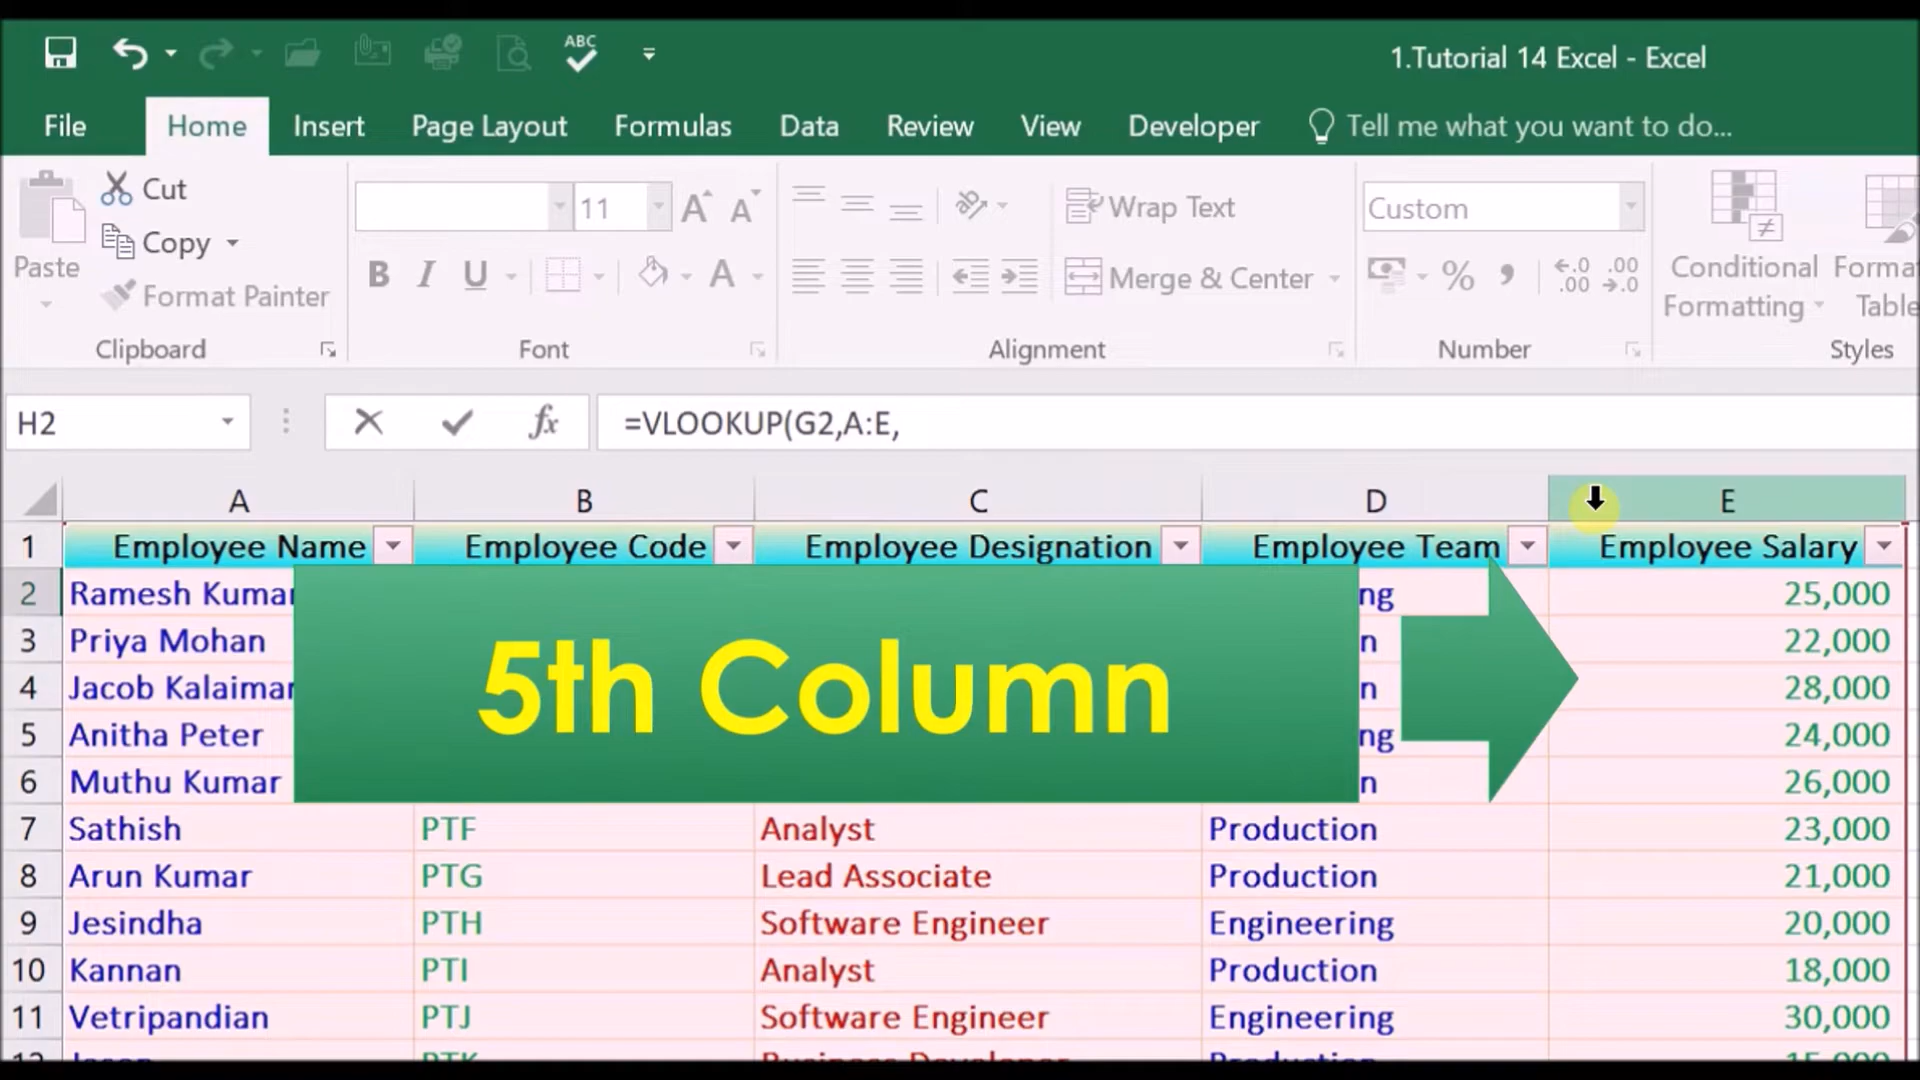 ABC
1.Tutorial 14 Excel - Excel
File Home Insert Page Layout Formulas Data Review View Developer Tell me what you want to do...
Cut
Copy
Paste
Format Painter
Clipboard
11
B I U
Font
Wrap Text
Merge & Center
Alignment
Custom
Number
Conditional
Formatting
Table
Styles
H2
fx
=VLOOKUP(G2,A:E,
A B C D E
1 Employee Name Employee Code Employee Designation Employee Team Employee Salary
2 Ramesh Kumar 25,000
3 Priya Mohan 22,000
4 28,000
5 Anitha Peter 24,000
6 Muthu Kumar 26,000
5th Column
7 Sathish PTF Analyst Production 23,000
8 Arun Kumar PTG Lead Associate Production 21,000
9 Jesindha PTH Software Engineer Engineering 20,000
10 Kannan PTI Analyst Production 18,000
11 Vetripandian PTJ Software Engineer Engineering 30,000